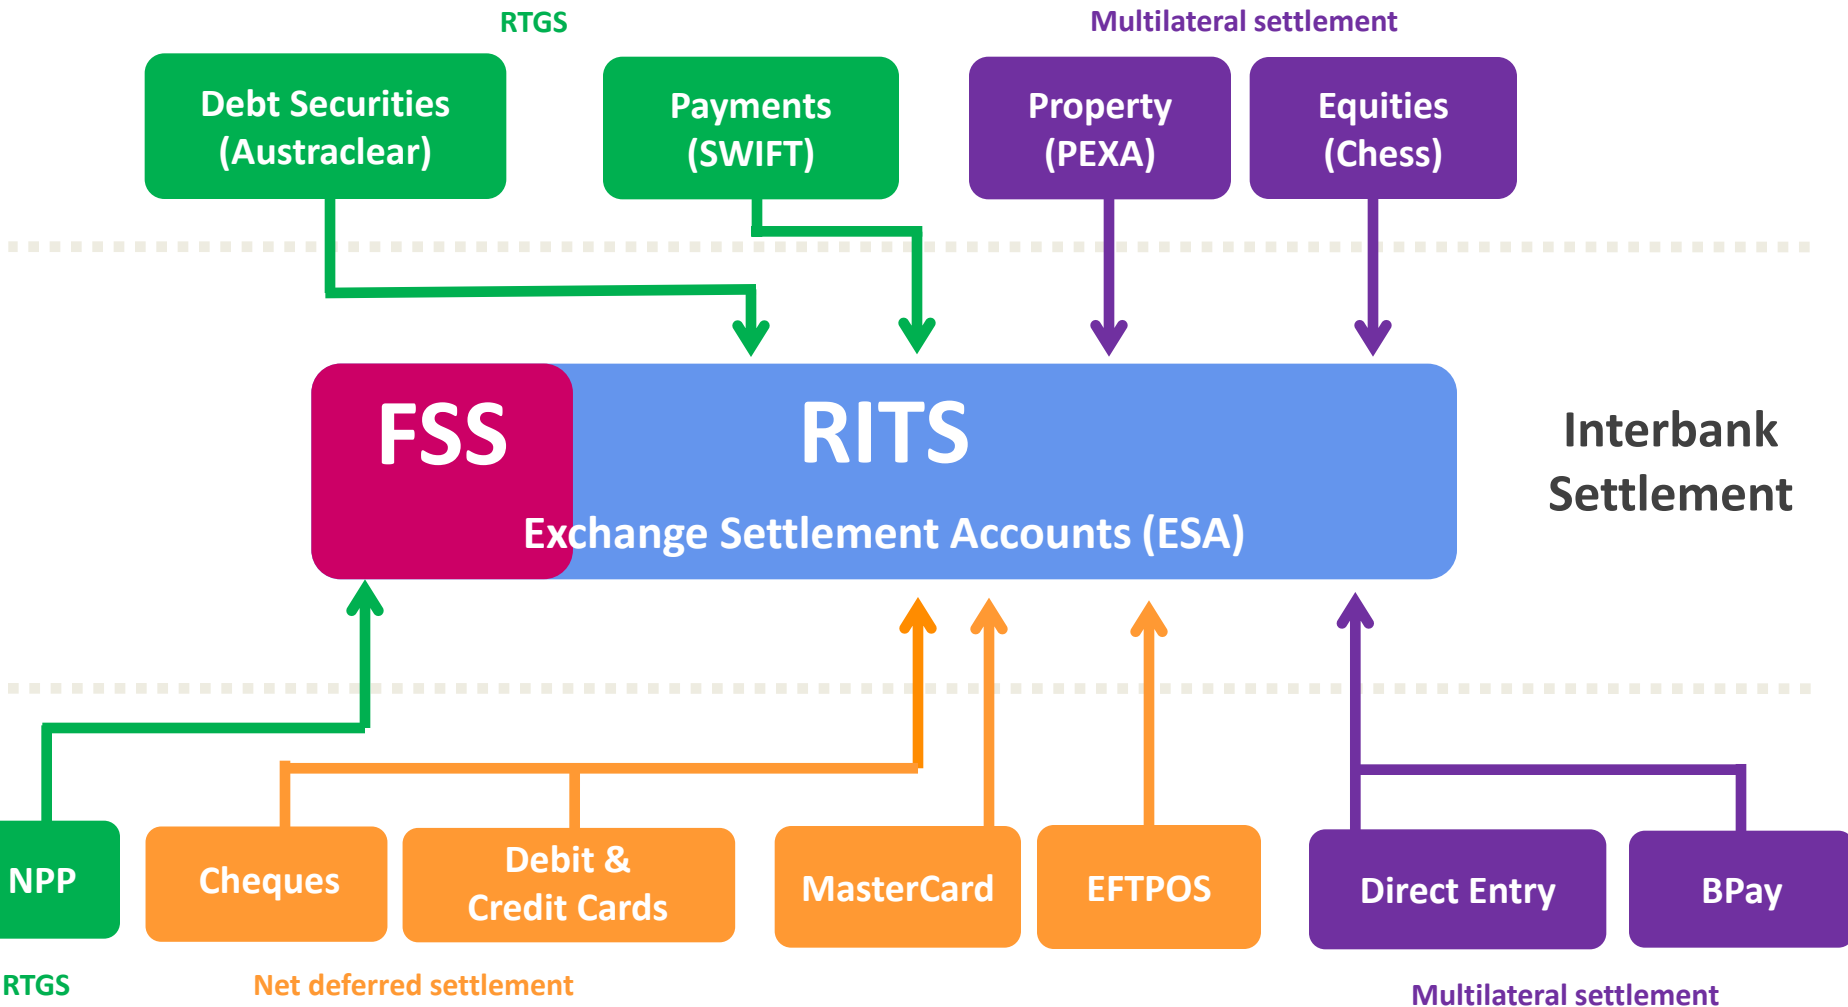 RTGS
Multilateral settlement
Debt Securities
(Austraclear)
Payments
(SWIFT)
Property
(PEXA)
Equities
(Chess)
FSS
RITS
Exchange Settlement Accounts (ESA)
Interbank
Settlement
NPP
Cheques
Debit &
Credit Cards
MasterCard
EFTPOS
Direct Entry
BPay
RTGS
Net deferred settlement
Multilateral settlement